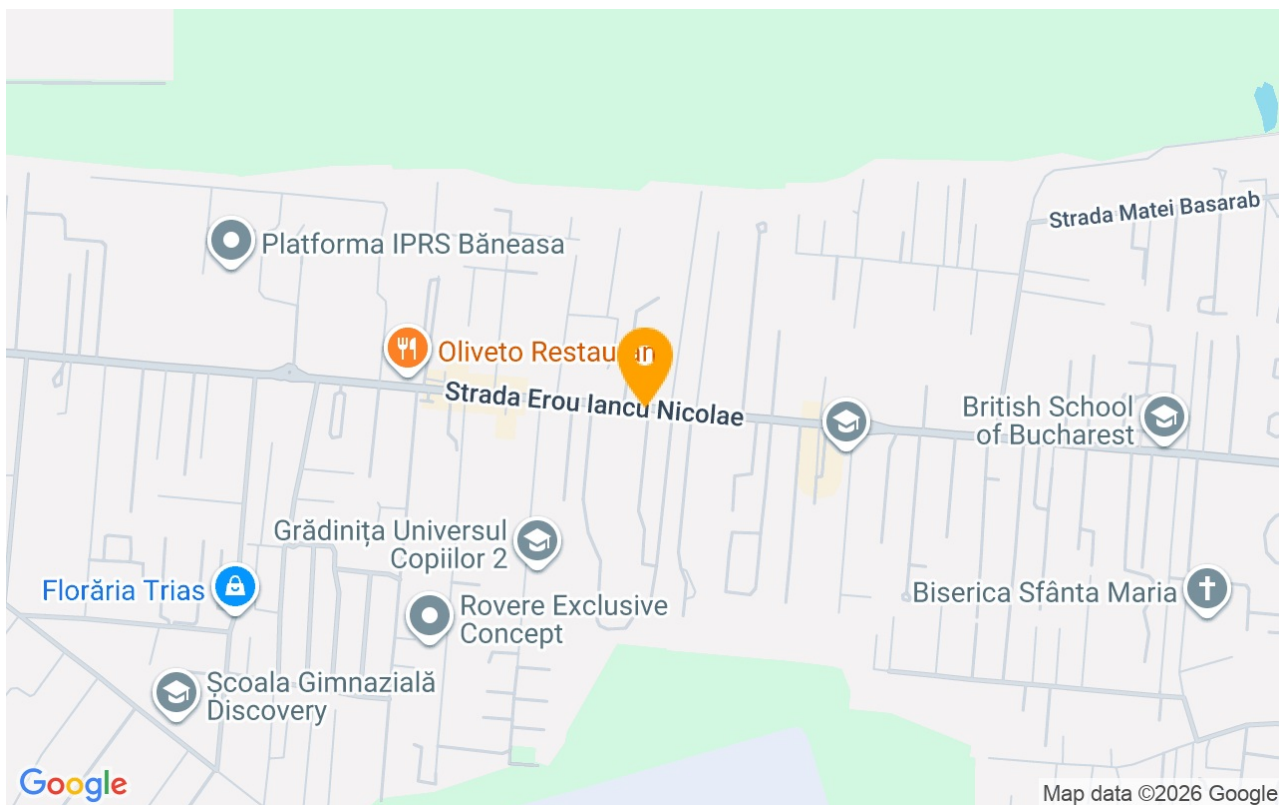 Strada Matei Basarab
Platforma IPRS Băneasa
Oliveto Restauran
Strada Erou Iancu Nicolae
British School
of Bucharest
Grădinița Universul
Copiilor 2
Florăria Trias
Rovere Exclusive
Concept
Biserica Sfânta Maria
Școala Gimnazială
Discovery
Google
Map data ©2026 Google